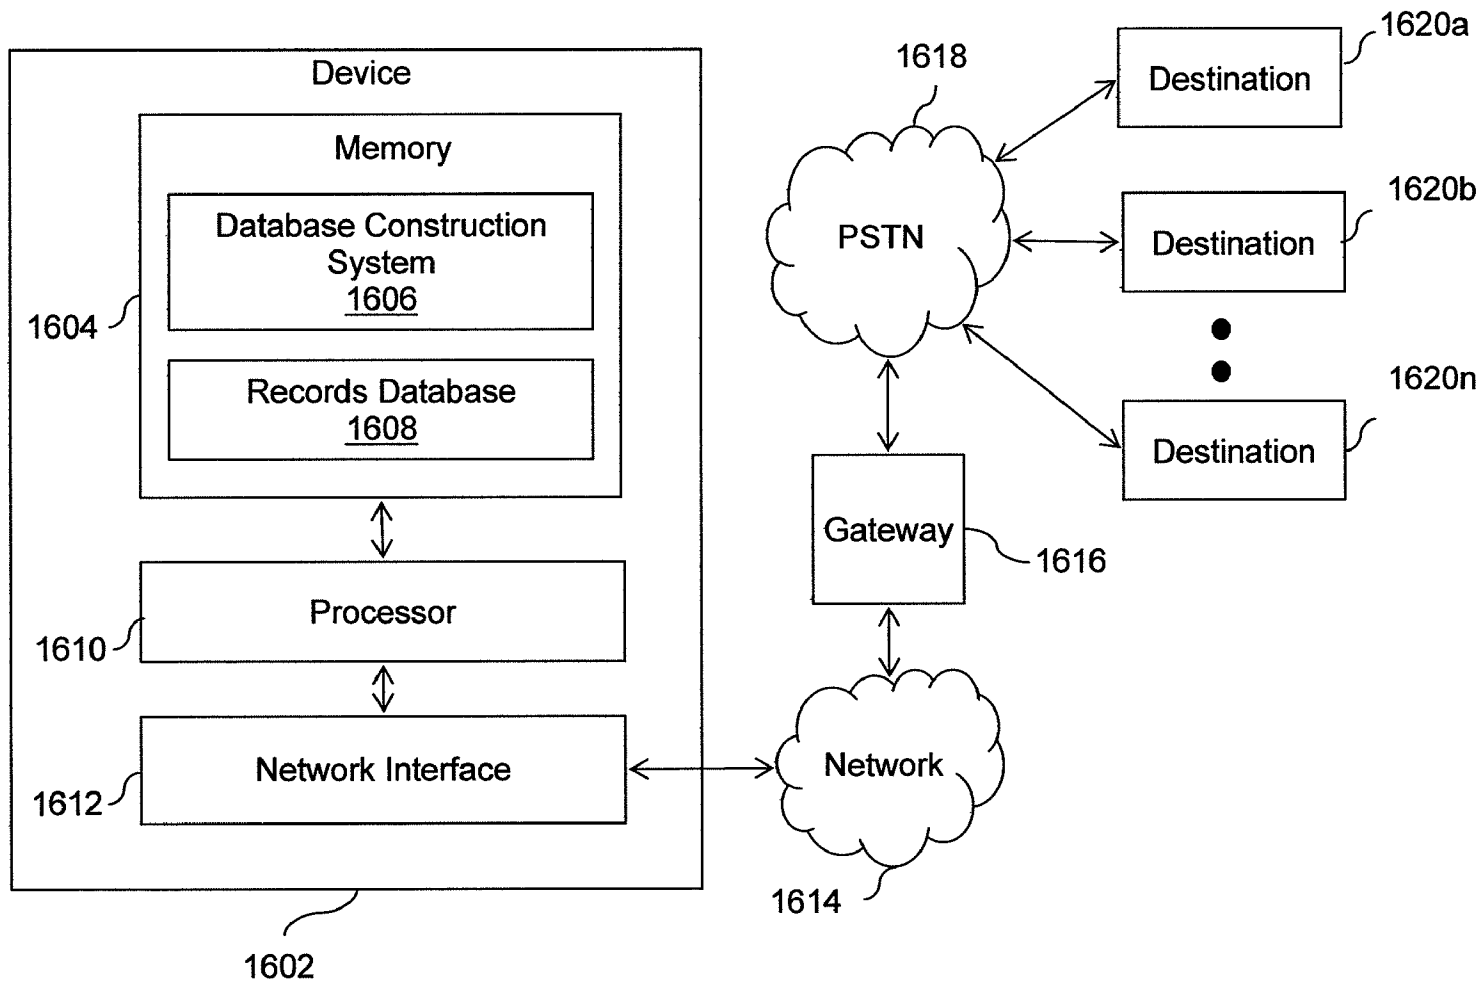 Device
Memory
Database Construction
System
1606
Records Database
1608
1604
Processor
1610
Network Interface
1612
1602
1618
PSTN
Gateway
1616
Network
1614
1620a
Destination
1620b
Destination
1620n
Destination